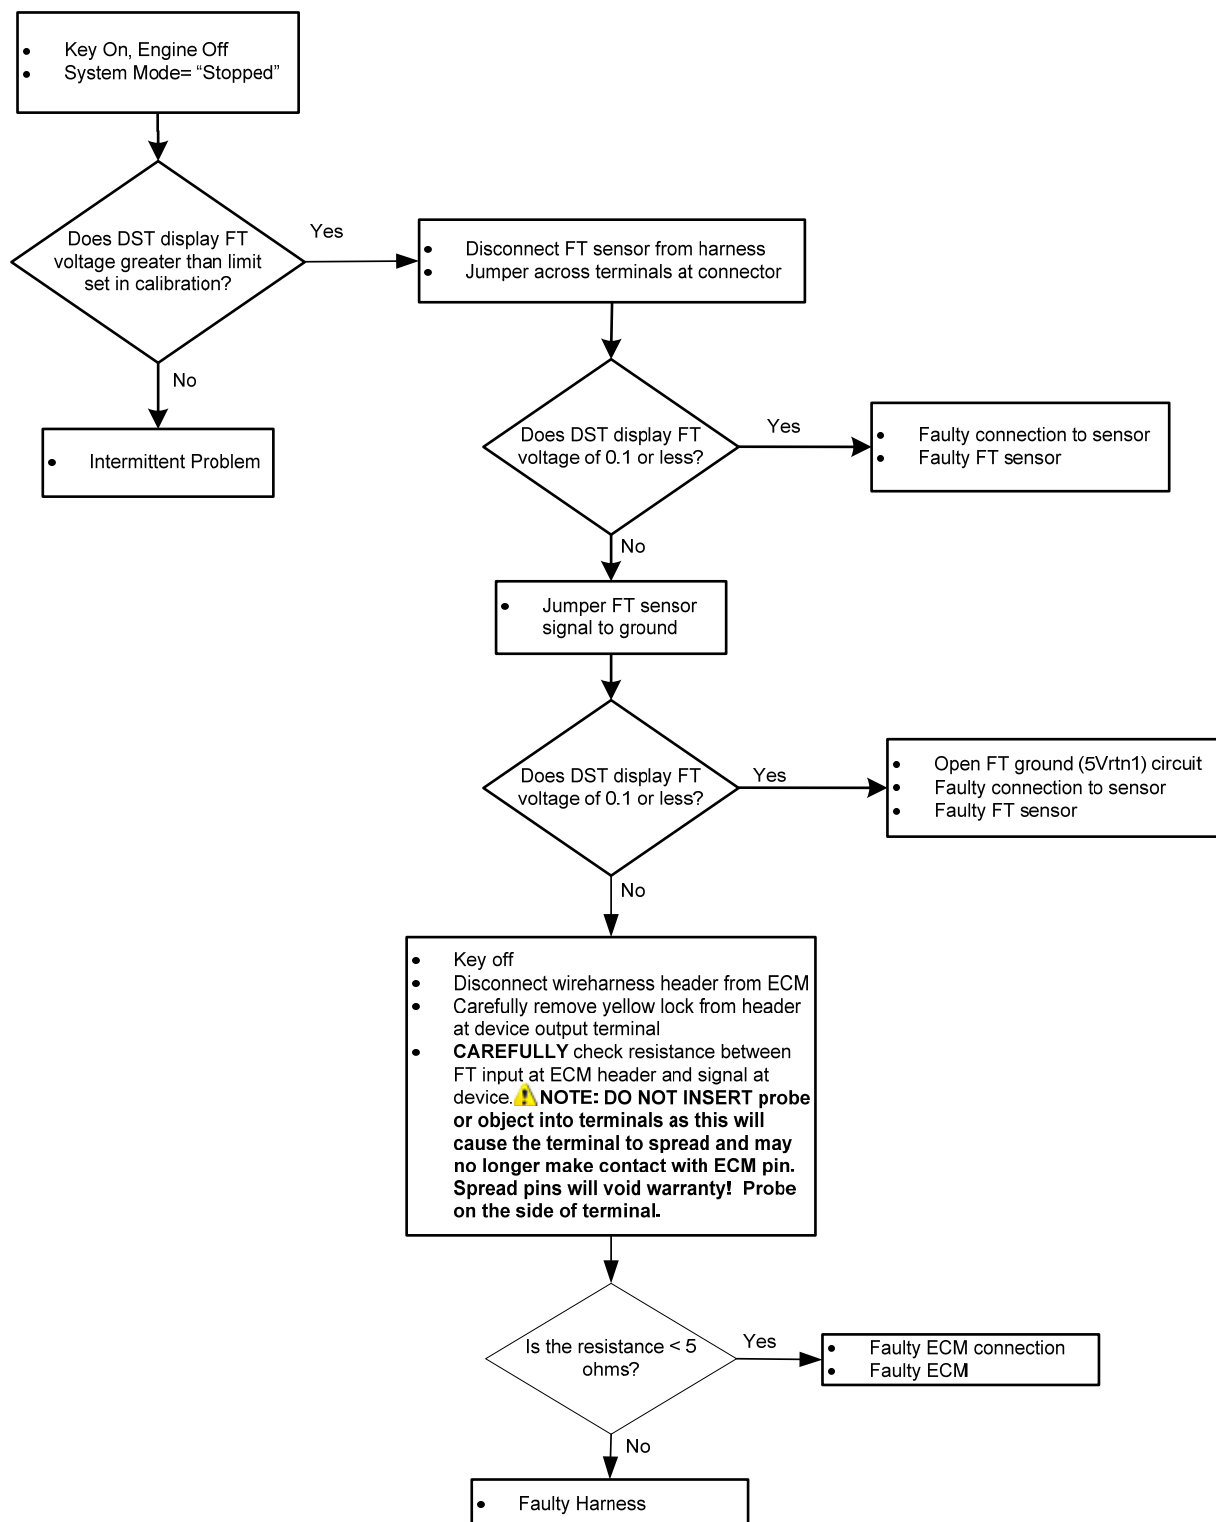 • Key On, Engine Off
• System Mode= “Stopped”
Does DST display FT
voltage greater than limit
set in calibration?
Yes
• Disconnect FT sensor from harness
• Jumper across terminals at connector
No
• Intermittent Problem
Does DST display FT
voltage of 0.1 or less?
Yes
• Faulty connection to sensor
• Faulty FT sensor
No
• Jumper FT sensor
signal to ground
Does DST display FT
voltage of 0.1 or less?
Yes
• Open FT ground (5Vrtn1) circuit
• Faulty connection to sensor
• Faulty FT sensor
No
• Key off
• Disconnect wireharness header from ECM
• Carefully remove yellow lock from header
at device output terminal
• CAREFULLY check resistance between
FT input at ECM header and signal at
device. NOTE: DO NOT INSERT probe
or object into terminals as this will
cause the terminal to spread and may
no longer make contact with ECM pin.
Spread pins will void warranty! Probe
on the side of terminal.
Is the resistance < 5
ohms?
Yes
• Faulty ECM connection
• Faulty ECM
No
• Faulty Harness